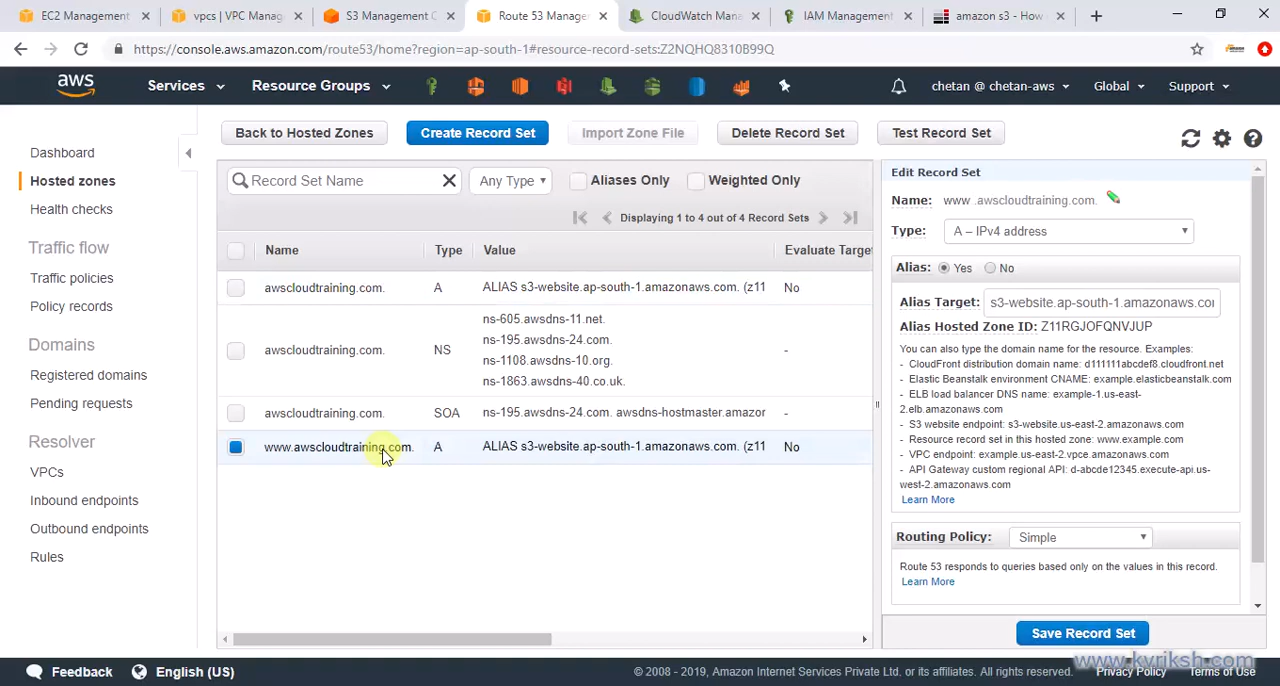 EC2 Management
vpcs | VPC Manag
S3 Management C
Route 53 Manage
CloudWatch Man
IAM Management
amazon s3 - How
https://console.aws.amazon.com/route53/home?region=ap-south-1#resource-record-sets:Z2NQHQ8310B99Q
aws
Services
Resource Groups
chetan @ chetan-aws
Global
Support
Dashboard
Hosted zones
Health checks
Traffic flow
Traffic policies
Policy records
Domains
Registered domains
Pending requests
Resolver
VPCs
Inbound endpoints
Outbound endpoints
Rules
Back to Hosted Zones
Create Record Set
Import Zone File
Delete Record Set
Test Record Set
Record Set Name
Any Type
Aliases Only
Weighted Only
Displaying 1 to 4 out of 4 Record Sets
Name Type Value Evaluate Targe
awscloudtraining.com. A ALIAS s3-website.ap-south-1.amazonaws.com. (z11 No
ns-605.awsdns-11.net.
ns-195.awsdns-24.com.
awscloudtraining.com. NS -
ns-1108.awsdns-10.org.
ns-1863.awsdns-40.co.uk.
awscloudtraining.com. SOA ns-195.awsdns-24.com. awsdns-hostmaster.amazor -
www.awscloudtraining.com. A ALIAS s3-website.ap-south-1.amazonaws.com. (z11 No
Edit Record Set
Name: www .awscloudtraining.com.
Type: A – IPv4 address
Alias: Yes No
Alias Target: s3-website.ap-south-1.amazonaws.co
Alias Hosted Zone ID: Z11RGJOFQNVJUP
You can also type the domain name for the resource. Examples:
- CloudFront distribution domain name: d111111abcdef8.cloudfront.net
- Elastic Beanstalk environment CNAME: example.elasticbeanstalk.com
- ELB load balancer DNS name: example-1.us-east-
2.elb.amazonaws.com
- S3 website endpoint: s3-website.us-east-2.amazonaws.com
- Resource record set in this hosted zone: www.example.com
- VPC endpoint: example.us-east-2.vpce.amazonaws.com
- API Gateway custom regional API: d-abcde12345.execute-api.us-
west-2.amazonaws.com
Learn More
Routing Policy: Simple
Route 53 responds to queries based only on the values in this record.
Learn More
Save Record Set
www.kvriksh.com
Feedback
English (US)
© 2008 - 2019, Amazon Internet Services Private Ltd. or its affiliates. All rights reserved.
Privacy Policy
Terms of Use